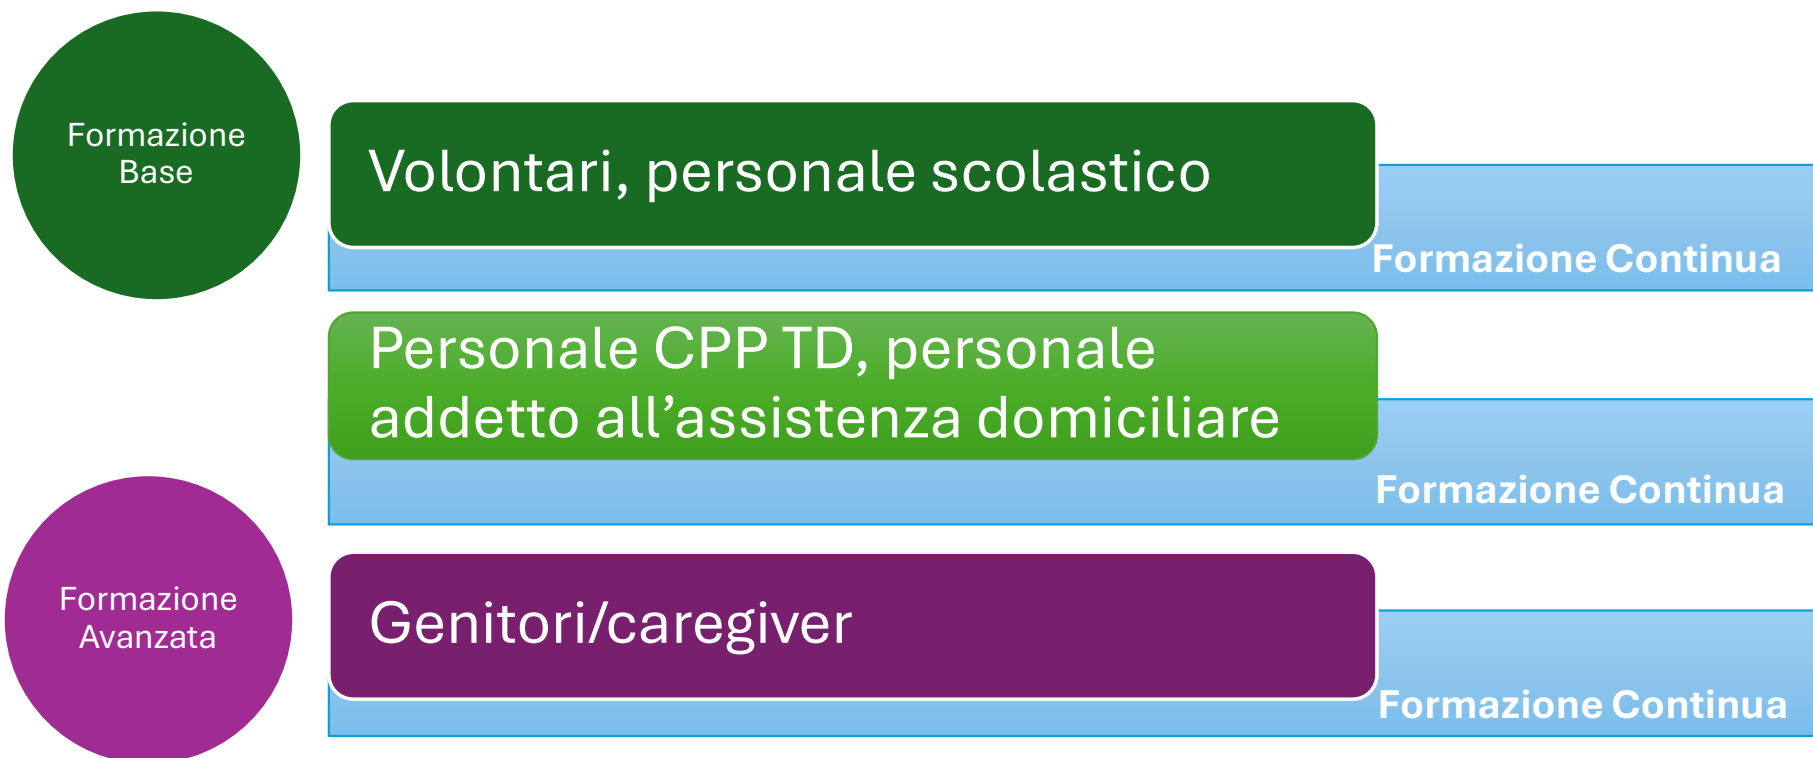 Formazione
Base
Volontari, personale scolastico
Formazione Continua
Personale CPP TD, personale
addetto all’assistenza domiciliare
Formazione Continua
Formazione
Avanzata
Genitori/caregiver
Formazione Continua